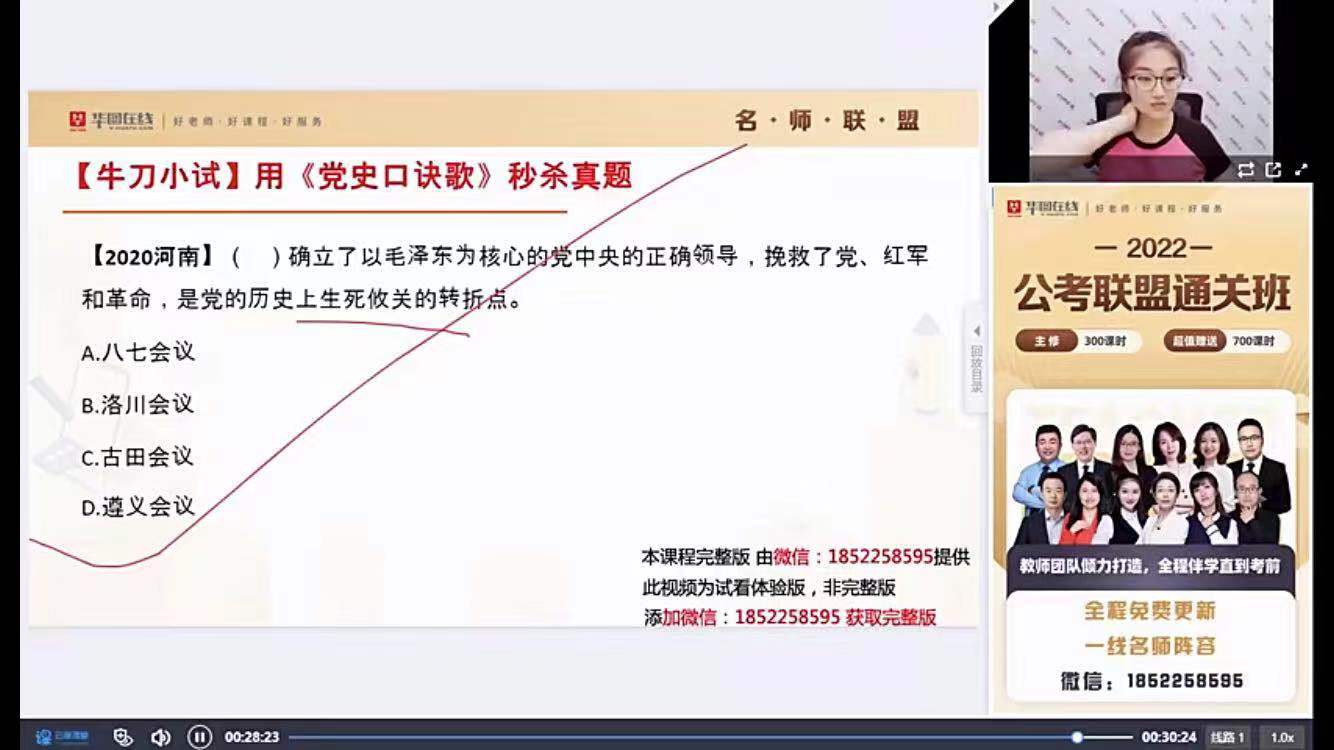 华图在线 | 好老师·好课程·好服务
名·师·联·盟
【牛刀小试】用《党史口诀歌》秒杀真题
【2020河南】（ ）确立了以毛泽东为核心的党中央的正确领导，挽救了党、红军
和革命，是党的历史上生死攸关的转折点。
A.八七会议
B.洛川会议
C.古田会议
D.遵义会议
本课程完整版 由微信：1852258595提供
此视频为试看体验版，非完整版
添加微信：1852258595 获取完整版
回放目录
华图在线 | 好老师·好课程·好服务
2022
公考联盟通关班
主修 300课时 超值赠送 700课时
教师团队倾力打造，全程伴学直到考前
全程免费更新
一线名师阵容
微信：1852258595
00:28:23
00:30:24 线路 1 1.0x